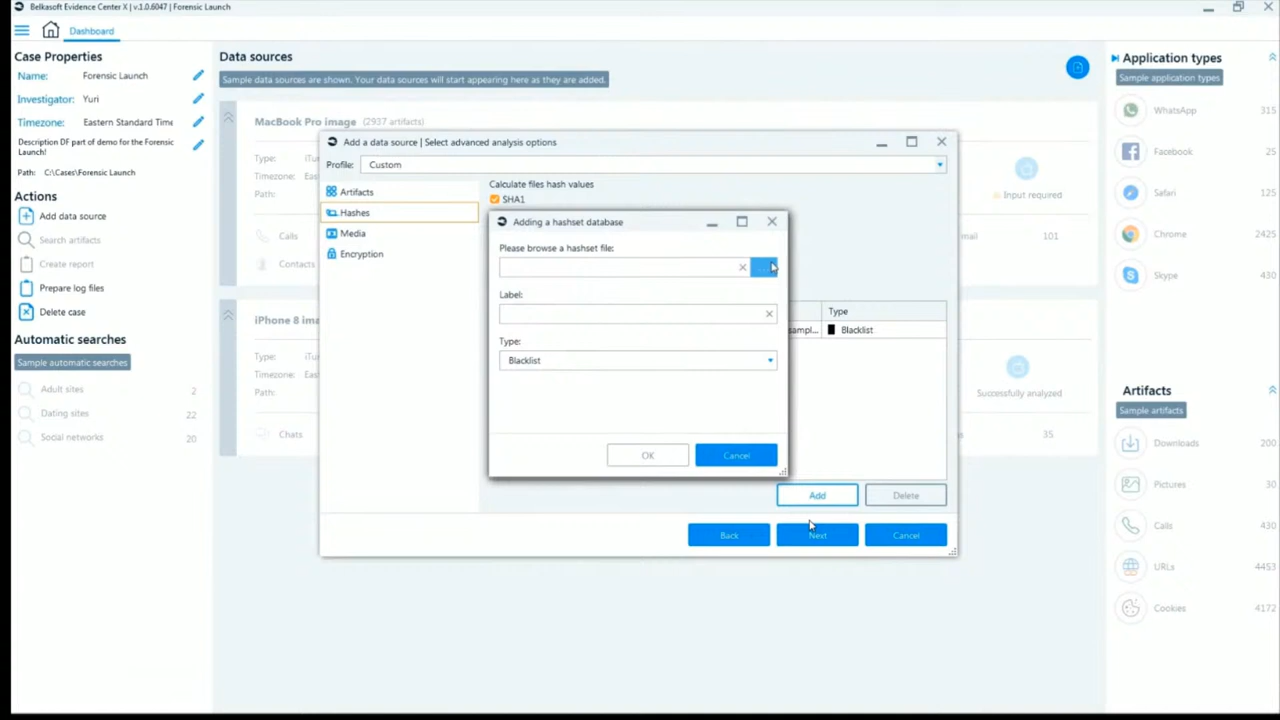 Belkasoft Evidence Center X | v.1.0.6047 | Forensic Launch
Dashboard
Case Properties
Name: Forensic Launch
Investigator: Yuri
Timezone: Eastern Standard Time
Description DF part of demo for the Forensic
Launch!
Path: C:\Cases\Forensic Launch
Actions
Add data source
Search artifacts
Create report
Prepare log files
Delete case
Automatic searches
Sample automatic searches
Adult sites 2
Dating sites 22
Social networks 20
Data sources
Sample data sources are shown. Your data sources will start appearing here as they are added.
MacBook Pro image (2937 artifacts)
Type: iTu
Timezone: Eas
Path:
Input required
Calls
mail 101
Contacts
iPhone 8 ima
Type: iTu
Timezone: East
Path:
Successfully analyzed
Chats
s 35
Add a data source | Select advanced analysis options
Profile: Custom
Artifacts
Hashes
Media
Encryption
Calculate files hash values
SHA1
Type
sampl... Blacklist
Add
Delete
Back
Next
Cancel
Adding a hashset database
Please browse a hashset file:
Label:
Type:
Blacklist
OK
Cancel
Application types
Sample application types
WhatsApp 315
Facebook 25
Safari 125
Chrome 2425
Skype 430
Artifacts
Sample artifacts
Downloads 200
Pictures 30
Calls 430
URLs 4453
Cookies 4172